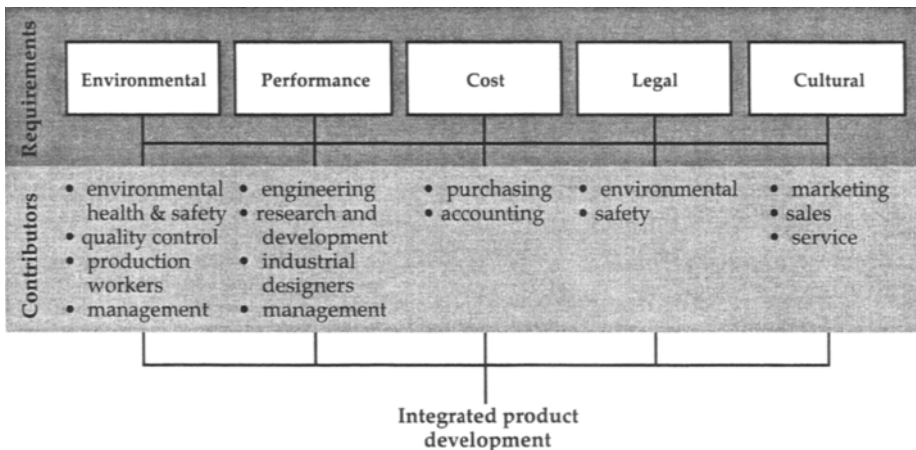 Requirements
Environmental
Performance
Cost
Legal
Cultural
Contributors
• environmental
health & safety
• quality control
• production
workers
• management
• engineering
• research and
development
• industrial
designers
• management
• purchasing
• accounting
• environmental
• safety
• marketing
• sales
• service
Integrated product
development